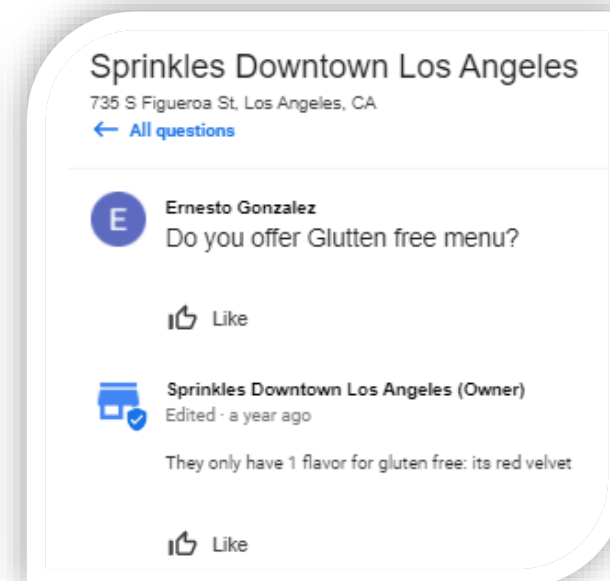 Sprinkles Downtown Los Angeles
735 S Figueroa St, Los Angeles, CA
← All questions
E
Ernesto Gonzalez
Do you offer Glutten free menu?
Like
Sprinkles Downtown Los Angeles (Owner)
Edited · a year ago
They only have 1 flavor for gluten free: its red velvet
Like